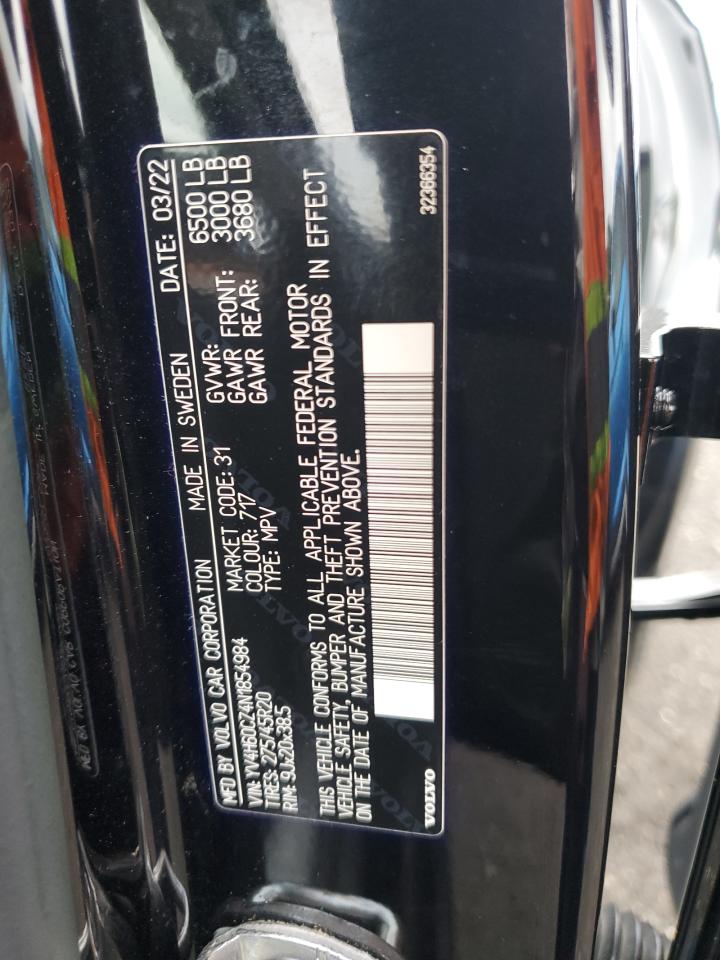 MFD BY VOLVO CAR CORPORATION MADE IN SWEDEN DATE: 03/22
VIN: YV4H60CZ4N1854984 MARKET CODE: 31 GVWR: 6500 LB
TIRES: 275/45R20 COLOUR: 717 GAWR FRONT: 3000 LB
RIM: 9Jx20x38.5 TYPE: MPV GAWR REAR: 3680 LB
THIS VEHICLE CONFORMS TO ALL APPLICABLE FEDERAL MOTOR
VEHICLE SAFETY, BUMPER AND THEFT PREVENTION STANDARDS IN EFFECT
ON THE DATE OF MANUFACTURE SHOWN ABOVE.
VOLVO 32366354